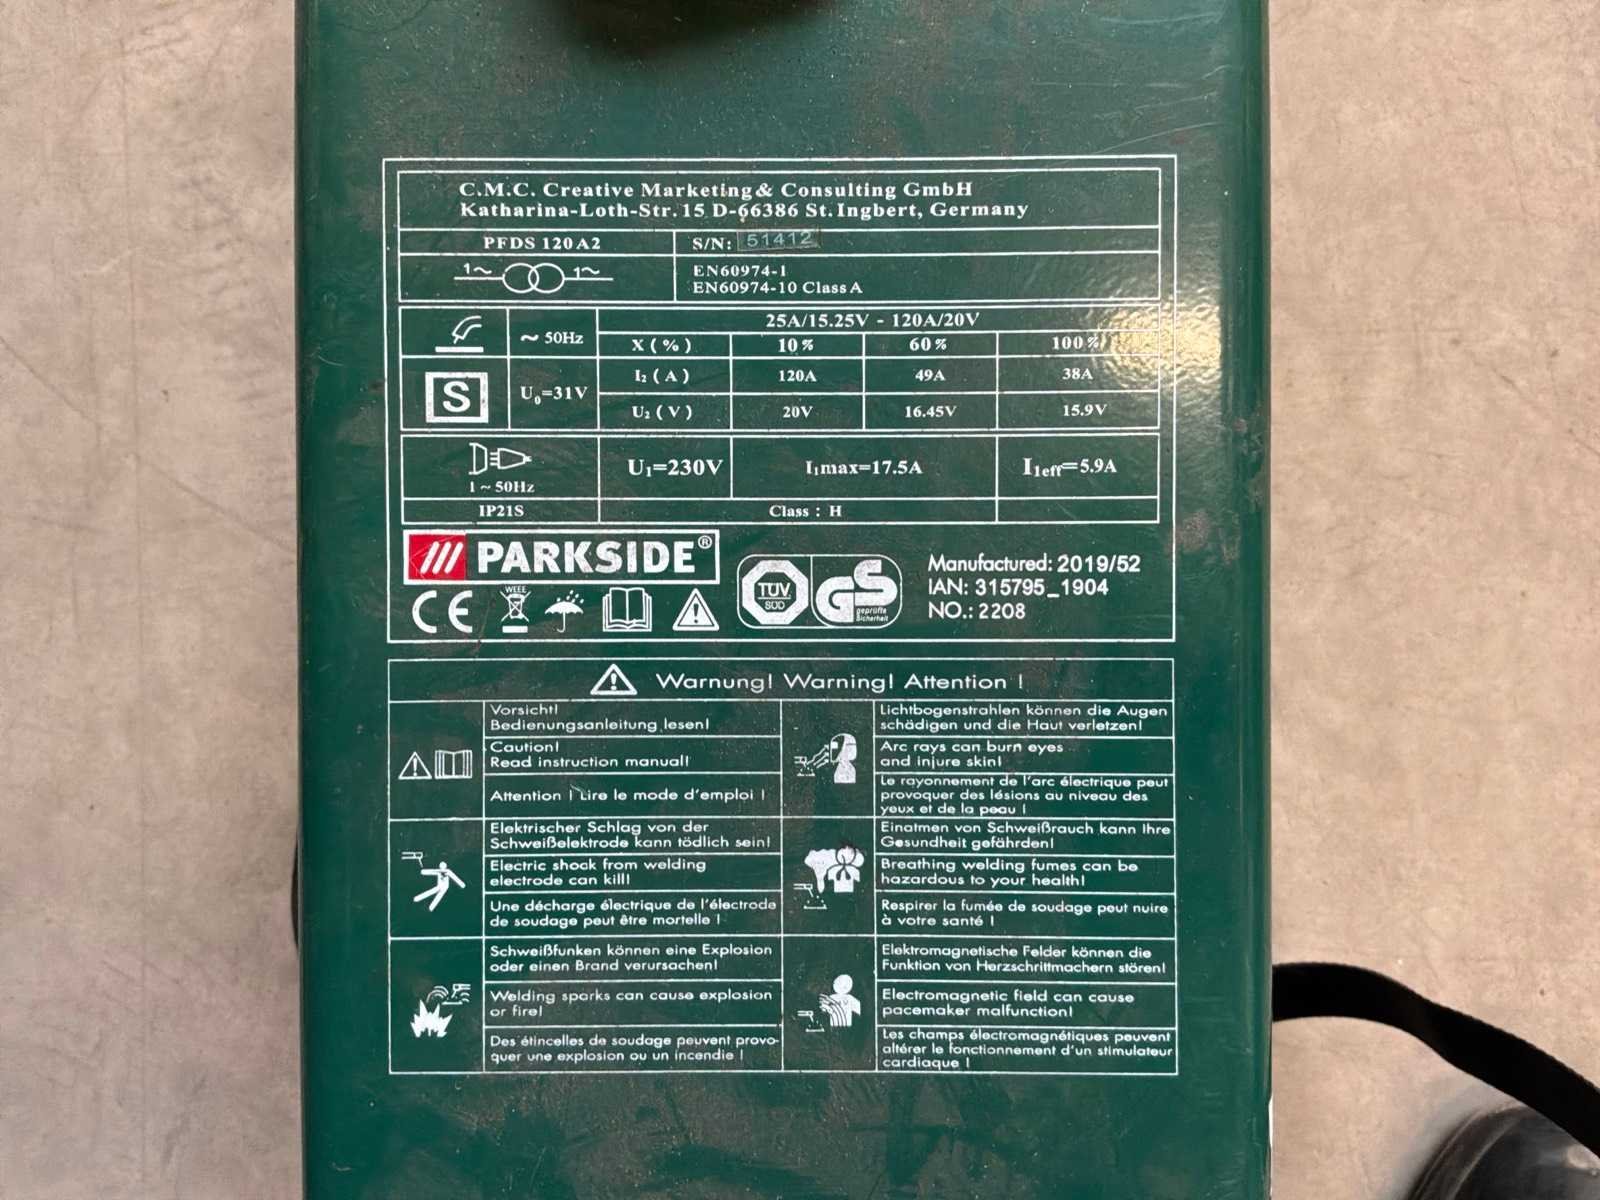 C.M.C. Creative Marketing& Consulting GmbH
Katharina-Loth-Str. 15 D-66386 St. Ingbert, Germany
PFDS 120 A2
S/N: 51412
1~ 1~
EN60974-1
EN60974-10 Class A
~ 50Hz
25A/15.25V - 120A/20V
X ( % ) 10% 60% 100%
S
U₀=31V
I₂ ( A ) 120A 49A 38A
U₂ ( V ) 20V 16.45V 15.9V
1 ~ 50Hz
U₁=230V
I₁max=17.5A
I₁eff=5.9A
IP21S
Class : H
PARKSIDE®
CE
WEEE
TÜV
SÜD
GS
geprüfte
Sicherheit
Manufactured: 2019/52
IAN: 315795_1904
NO.: 2208
Warnung! Warning! Attention !
Vorsicht!
Bedienungsanleitung lesen!
Caution!
Read instruction manual!
Attention ! Lire le mode d'emploi !
Lichtbogenstrahlen können die Augen
schädigen und die Haut verletzen!
Arc rays can burn eyes
and injure skin!
Le rayonnement de l'arc électrique peut
provoquer des lésions au niveau des
yeux et de la peau !
Elektrischer Schlag von der
Schweißelektrode kann tödlich sein!
Electric shock from welding
electrode can kill!
Une décharge électrique de l'électrode
de soudage peut être mortelle !
Einatmen von Schweißrauch kann Ihre
Gesundheit gefährden!
Breathing welding fumes can be
hazardous to your health!
Respirer la fumée de soudage peut nuire
à votre santé !
Schweißfunken können eine Explosion
oder einen Brand verursachen!
Welding sparks can cause explosion
or fire!
Des étincelles de soudage peuvent provo-
quer une explosion ou un incendie !
Elektromagnetische Felder können die
Funktion von Herzschrittmachern stören!
Electromagnetic field can cause
pacemaker malfunction!
Les champs électromagnétiques peuvent
altérer le fonctionnement d'un stimulateur
cardiaque !